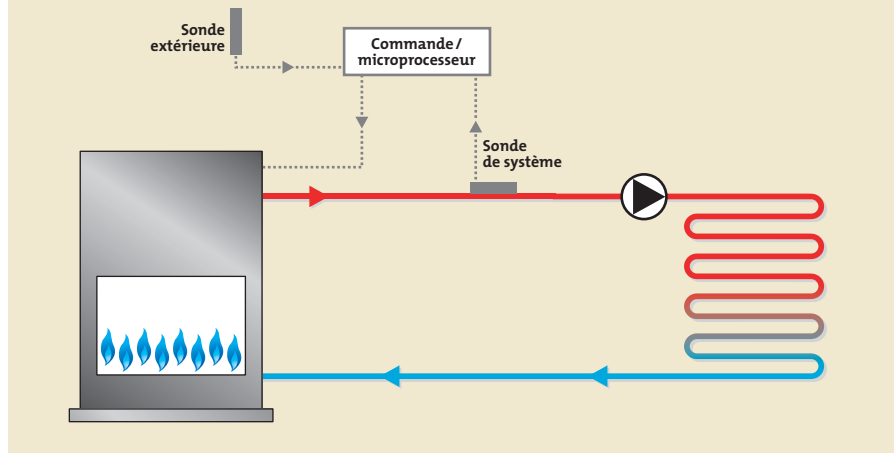 Sonde
extérieure
Commande/
microprocesseur
Sonde
de système